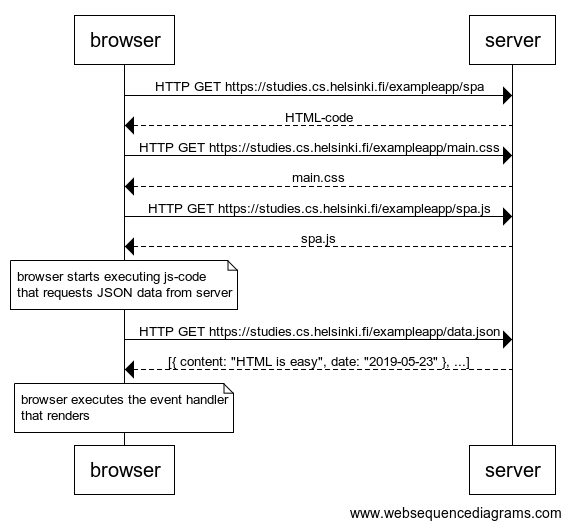 browser
server
HTTP GET https://studies.cs.helsinki.fi/exampleapp/spa
HTML-code
HTTP GET https://studies.cs.helsinki.fi/exampleapp/main.css
main.css
HTTP GET https://studies.cs.helsinki.fi/exampleapp/spa.js
spa.js
browser starts executing js-code
that requests JSON data from server
HTTP GET https://studies.cs.helsinki.fi/exampleapp/data.json
[{ content: "HTML is easy", date: "2019-05-23" }, ...]
browser executes the event handler
that renders
browser
server
www.websequencediagrams.com